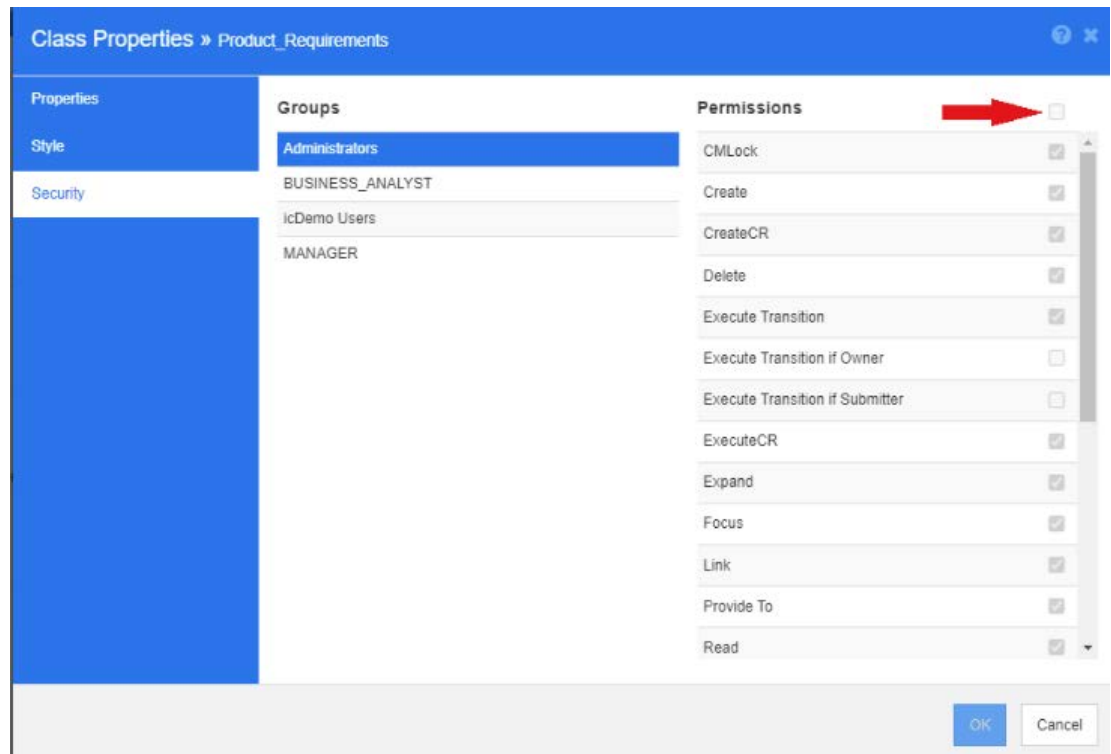 Class Properties » Product_Requirements
Properties
Style
Security
Groups
Administrators
BUSINESS_ANALYST
icDemo Users
MANAGER
Permissions
CMLock
Create
CreateCR
Delete
Execute Transition
Execute Transition if Owner
Execute Transition if Submitter
ExecuteCR
Expand
Focus
Link
Provide To
Read
OK Cancel